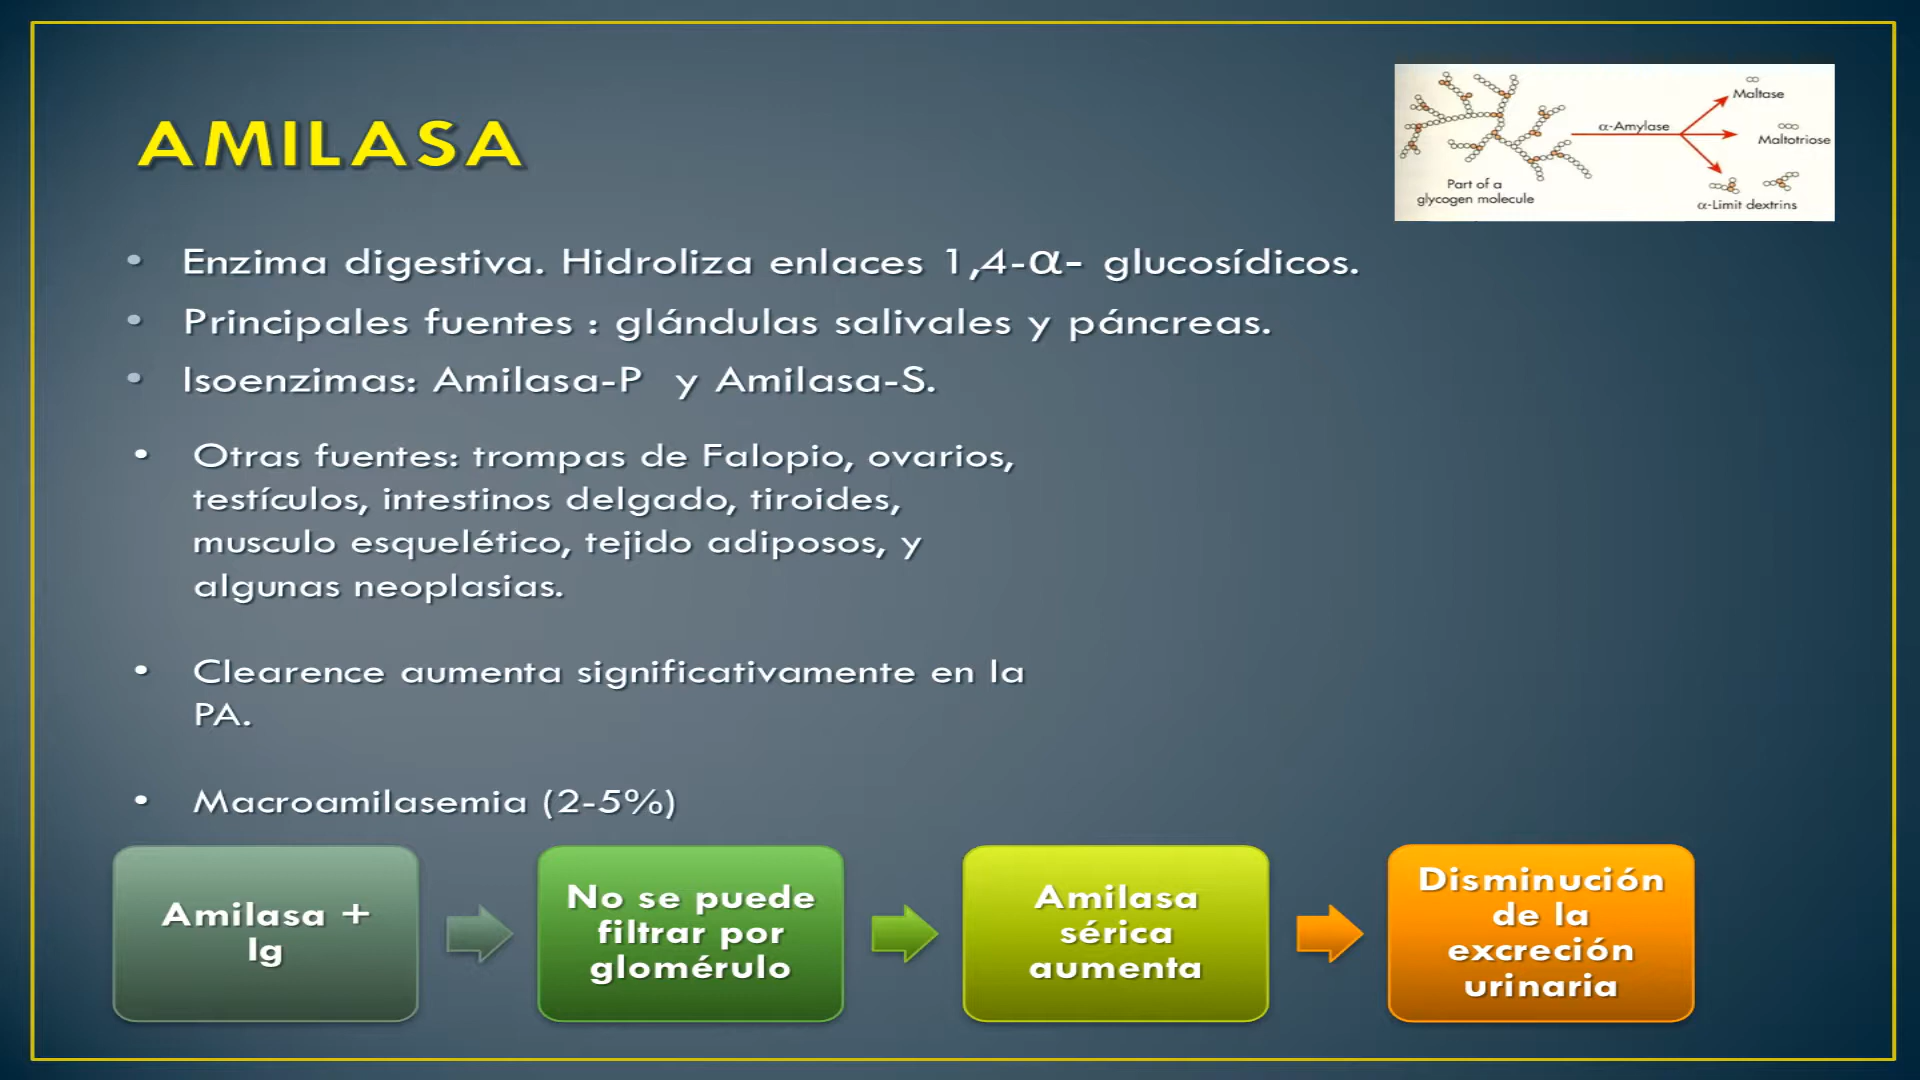 AMILASA
Maltase
α-Amylase
Maltotriose
Part of a
glycogen molecule
α-Limit dextrins
• Enzima digestiva. Hidroliza enlaces 1,4-α- glucosídicos.
• Principales fuentes : glándulas salivales y páncreas.
• Isoenzimas: Amilasa-P y Amilasa-S.
• Otras fuentes: trompas de Falopio, ovarios,
testículos, intestinos delgado, tiroides,
musculo esquelético, tejido adiposos, y
algunas neoplasias.
• Clearence aumenta significativamente en la
PA.
• Macroamilasemia (2-5%)
Amilasa +
Ig
No se puede
filtrar por
glomérulo
Amilasa
sérica
aumenta
Disminución
de la
excreción
urinaria